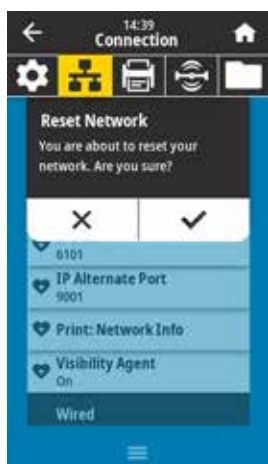 14:39
Connection
Reset Network
You are about to reset your
network. Are you sure?
6101
IP Alternate Port
9001
Print: Network Info
Visibility Agent
On
Wired